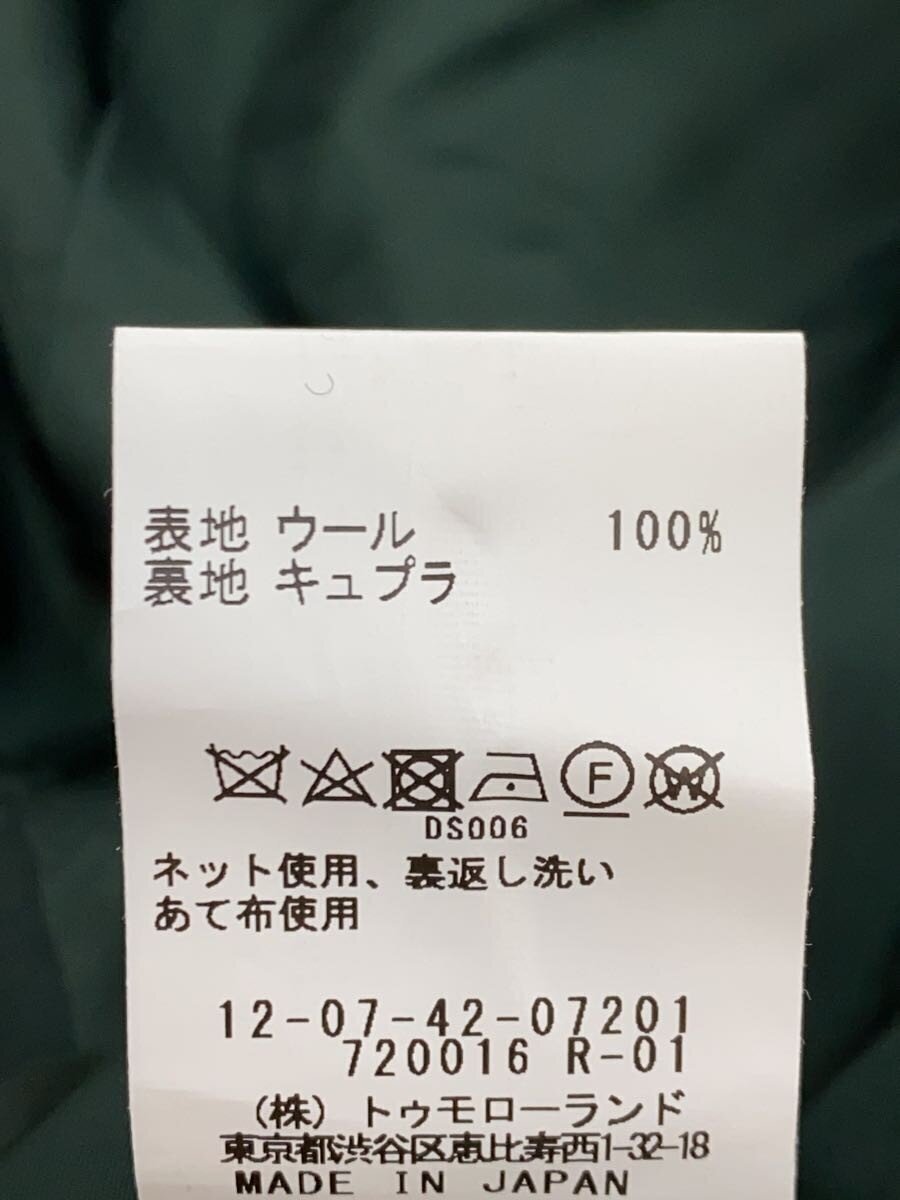 表地 ウール 100%
裏地 キュプラ
F W
DS006
ネット使用、裏返し洗い
あて布使用
12-07-42-07201
720016 R-01
(株) トゥモローランド
東京都渋谷区恵比寿西1-32-18
MADE IN JAPAN